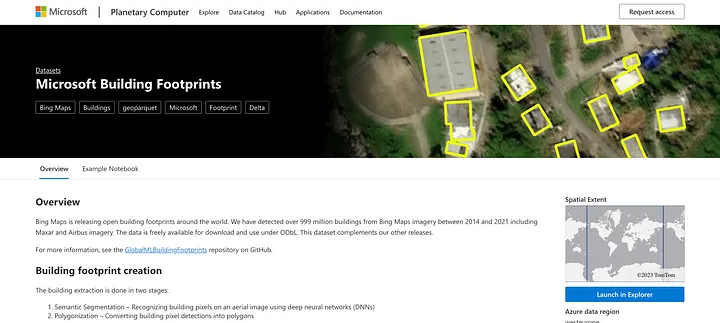 Microsoft
Planetary Computer
Explore
Data Catalog
Hub
Applications
Documentation
Request access
Datasets
Microsoft Building Footprints
Bing Maps
Buildings
geoparquet
Microsoft
Footprint
Delta
Overview
Example Notebook
Overview
Bing Maps is releasing open building footprints around the world. We have detected over 999 million buildings from Bing Maps imagery between 2014 and 2021 including
Maxar and Airbus imagery. The data is freely available for download and use under ODbL. This dataset complements our other releases.
For more information, see the GlobalMLBuildingFootprints repository on GitHub.
Building footprint creation
The building extraction is done in two stages:
1. Semantic Segmentation – Recognizing building pixels on an aerial image using deep neural networks (DNNs)
2. Polygonization – Converting building pixel detections into polygons
Spatial Extent
©2023 TomTom
Launch in Explorer
Azure data region
westeurope